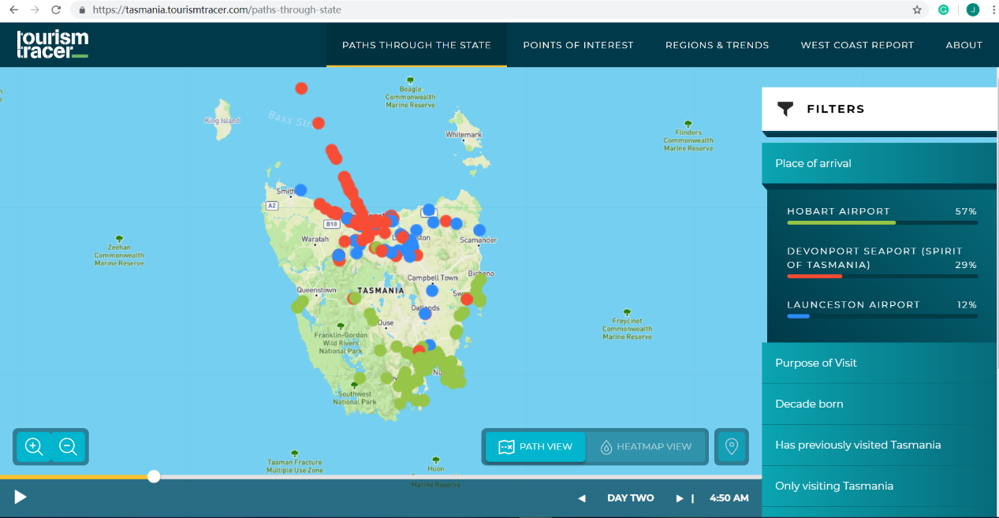 https://tasmania.tourismtracer.com/paths-through-state
J
tourism
tracer
PATHS THROUGH THE STATE
POINTS OF INTEREST
REGIONS & TRENDS
WEST COAST REPORT
ABOUT
Beagle
Commonwealth
Marine Reserve
King Island
Bass Str
Whitemark
Flinders
Commonwealth
Marine Reserve
Smith
A2
B18
Waratah
ston
Scamander
Zeehan
Commonwealth
Marine Reserve
Campbell Town
Bicheno
Queenstown
TASMANIA
Sw
Oatlands
Ouse
Freycinet
Commonwealth
Marine Reserve
Franklin-Gordon
Wild Rivers
National Park
Nu
Southwest
National Park
Tasman Fracture
Multiple Use Zone
Huon
Commonwealth
Marine Reserve
FILTERS
Place of arrival
HOBART AIRPORT 57%
DEVONPORT SEAPORT (SPIRIT
OF TASMANIA) 29%
LAUNCESTON AIRPORT 12%
Purpose of Visit
Decade born
Has previously visited Tasmania
Only visiting Tasmania
PATH VIEW
HEATMAP VIEW
DAY TWO
4:50 AM